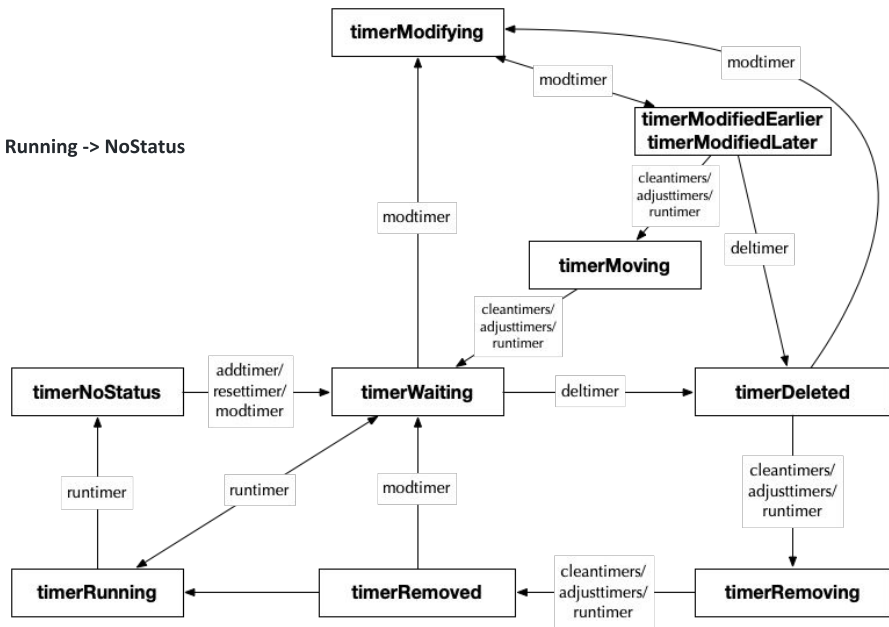 timerModifying
modtimer
modtimer
timerModifiedEarlier
timerModifiedLater
Running -> NoStatus
cleantimers/
adjusttimers/
runtimer
modtimer
deltimer
timerMoving
cleantimers/
adjusttimers/
runtimer
timerNoStatus
addtimer/
resettimer/
modtimer
timerWaiting
deltimer
timerDeleted
cleantimers/
adjusttimers/
runtimer
runtimer
runtimer
modtimer
timerRunning
timerRemoved
cleantimers/
adjusttimers/
runtimer
timerRemoving